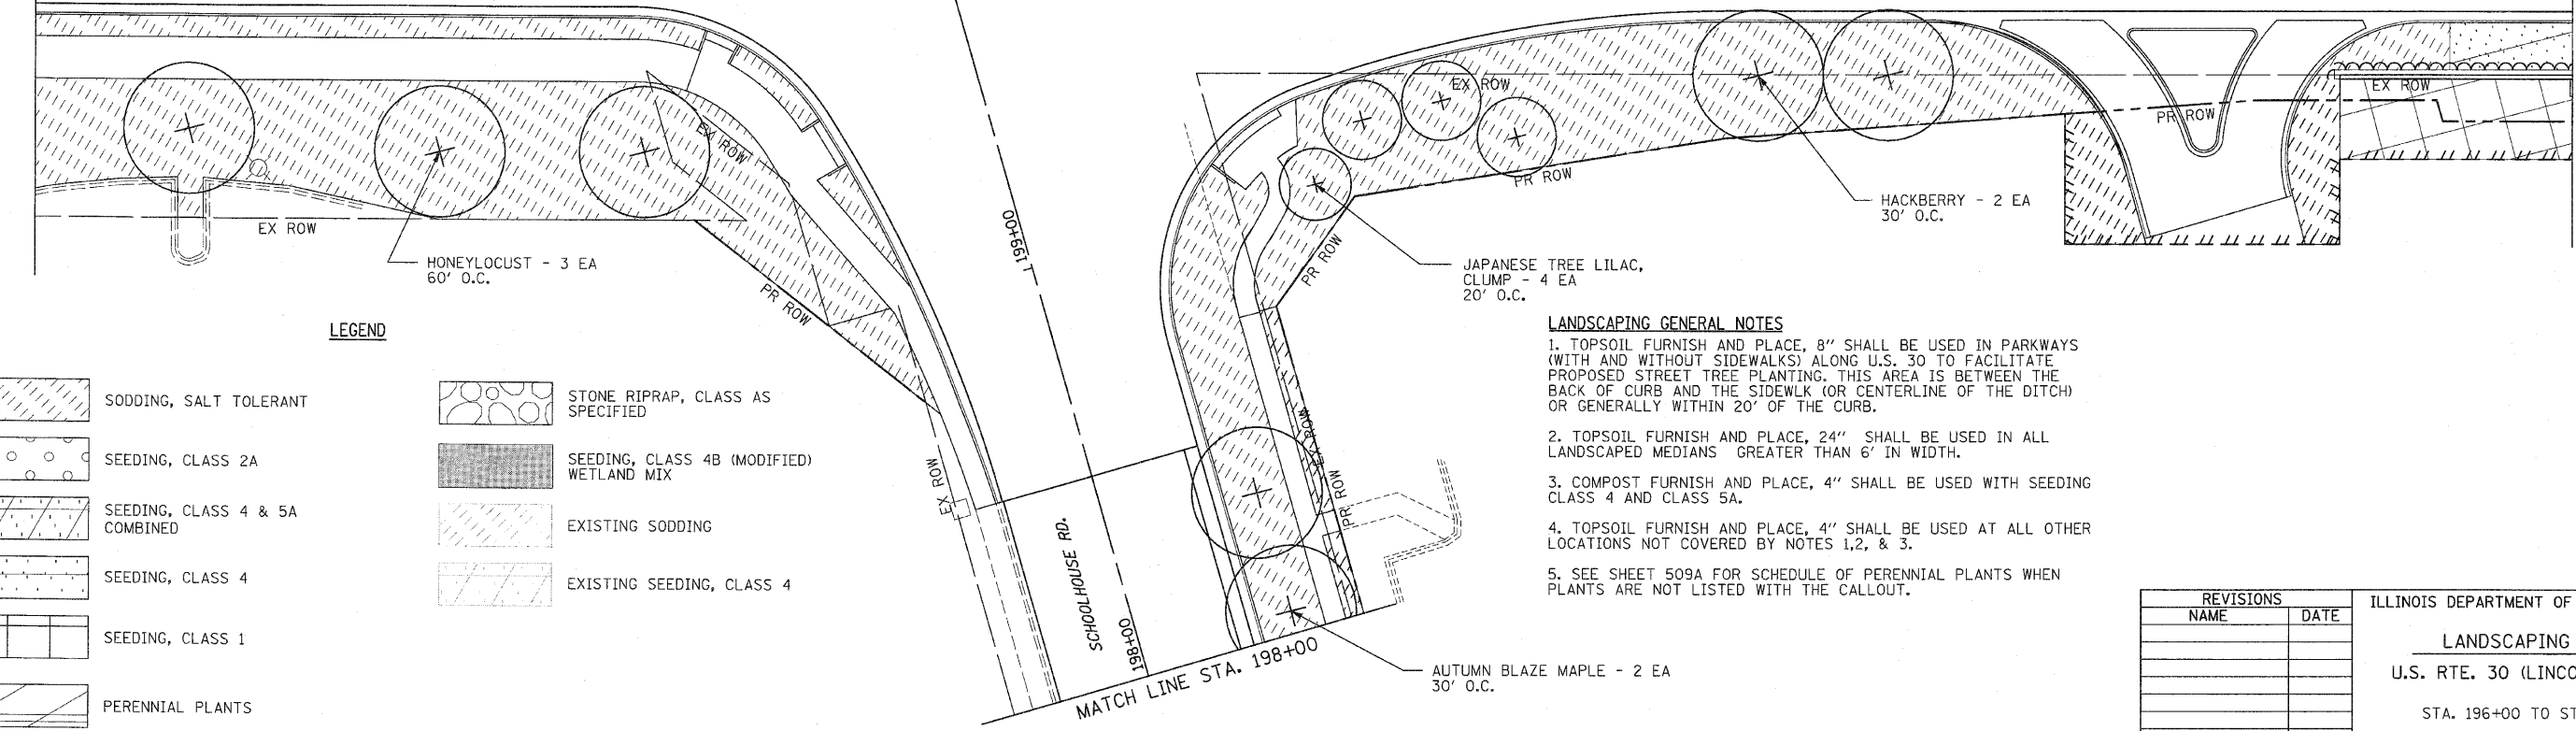 EX ROW
EX ROW
EX ROW
PR ROW
PR ROW
EX ROW
EX ROW
PR ROW
HACKBERRY - 2 EA
30' O.C.
HONEYLOCUST - 3 EA
60' O.C.
199+00
PR ROW
PR ROW
JAPANESE TREE LILAC,
CLUMP - 4 EA
20' O.C.
LEGEND
SODDING, SALT TOLERANT
SEEDING, CLASS 2A
SEEDING, CLASS 4 & 5A
COMBINED
SEEDING, CLASS 4
SEEDING, CLASS 1
PERENNIAL PLANTS
STONE RIPRAP, CLASS AS
SPECIFIED
SEEDING, CLASS 4B (MODIFIED)
WETLAND MIX
EXISTING SODDING
EXISTING SEEDING, CLASS 4
EX ROW
SCHOOLHOUSE RD.
198+00
MATCH LINE STA. 198+00
AUTUMN BLAZE MAPLE - 2 EA
30' O.C.
LANDSCAPING GENERAL NOTES
1. TOPSOIL FURNISH AND PLACE, 8" SHALL BE USED IN PARKWAYS
(WITH AND WITHOUT SIDEWALKS) ALONG U.S. 30 TO FACILITATE
PROPOSED STREET TREE PLANTING. THIS AREA IS BETWEEN THE
BACK OF CURB AND THE SIDEWLK (OR CENTERLINE OF THE DITCH)
OR GENERALLY WITHIN 20' OF THE CURB.
2. TOPSOIL FURNISH AND PLACE, 24" SHALL BE USED IN ALL
LANDSCAPED MEDIANS GREATER THAN 6' IN WIDTH.
3. COMPOST FURNISH AND PLACE, 4" SHALL BE USED WITH SEEDING
CLASS 4 AND CLASS 5A.
4. TOPSOIL FURNISH AND PLACE, 4" SHALL BE USED AT ALL OTHER
LOCATIONS NOT COVERED BY NOTES 1,2, & 3.
5. SEE SHEET 509A FOR SCHEDULE OF PERENNIAL PLANTS WHEN
PLANTS ARE NOT LISTED WITH THE CALLOUT.
REVISIONS
NAME DATE
ILLINOIS DEPARTMENT OF
LANDSCAPING
U.S. RTE. 30 (LINCO
STA. 196+00 TO ST